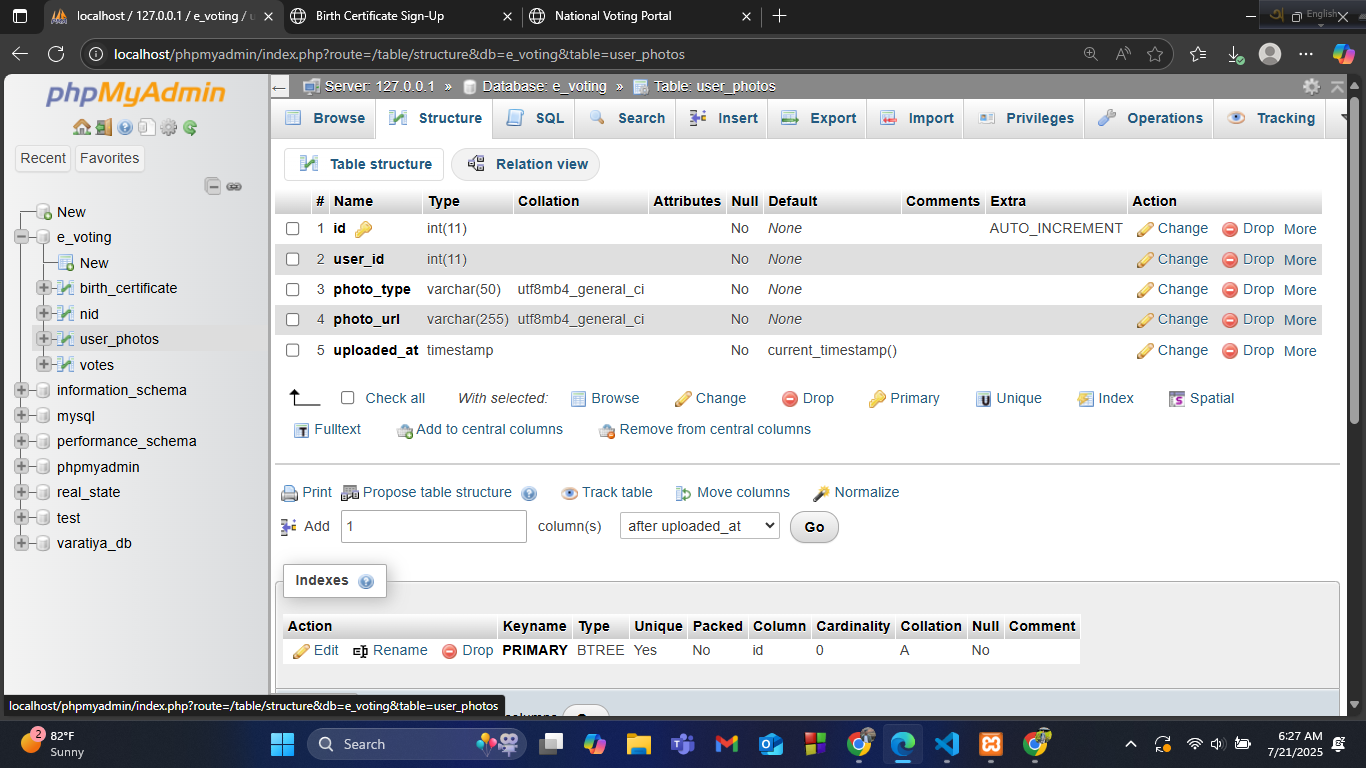 localhost / 127.0.0.1 / e_voting / u
Birth Certificate Sign-Up
National Voting Portal
English
localhost/phpmyadmin/index.php?route=/table/structure&db=e_voting&table=user_photos
phpMyAdmin
Recent Favorites
New
e_voting
New
birth_certificate
nid
user_photos
votes
information_schema
mysql
performance_schema
phpmyadmin
real_state
test
varatiya_db
Server: 127.0.0.1 » Database: e_voting » Table: user_photos
Browse Structure SQL Search Insert Export Import Privileges Operations Tracking
Table structure Relation view
# Name Type Collation Attributes Null Default Comments Extra Action
1 id int(11) No None AUTO_INCREMENT Change Drop More
2 user_id int(11) No None Change Drop More
3 photo_type varchar(50) utf8mb4_general_ci No None Change Drop More
4 photo_url varchar(255) utf8mb4_general_ci No None Change Drop More
5 uploaded_at timestamp No current_timestamp() Change Drop More
Check all With selected: Browse Change Drop Primary Unique Index Spatial
Fulltext Add to central columns Remove from central columns
Print Propose table structure Track table Move columns Normalize
Add 1 column(s) after uploaded_at Go
Indexes
Action Keyname Type Unique Packed Column Cardinality Collation Null Comment
Edit Rename Drop PRIMARY BTREE Yes No id 0 A No
localhost/phpmyadmin/index.php?route=/table/structure&db=e_voting&table=user_photos
2
82°F
Sunny
Search
6:27 AM
7/21/2025